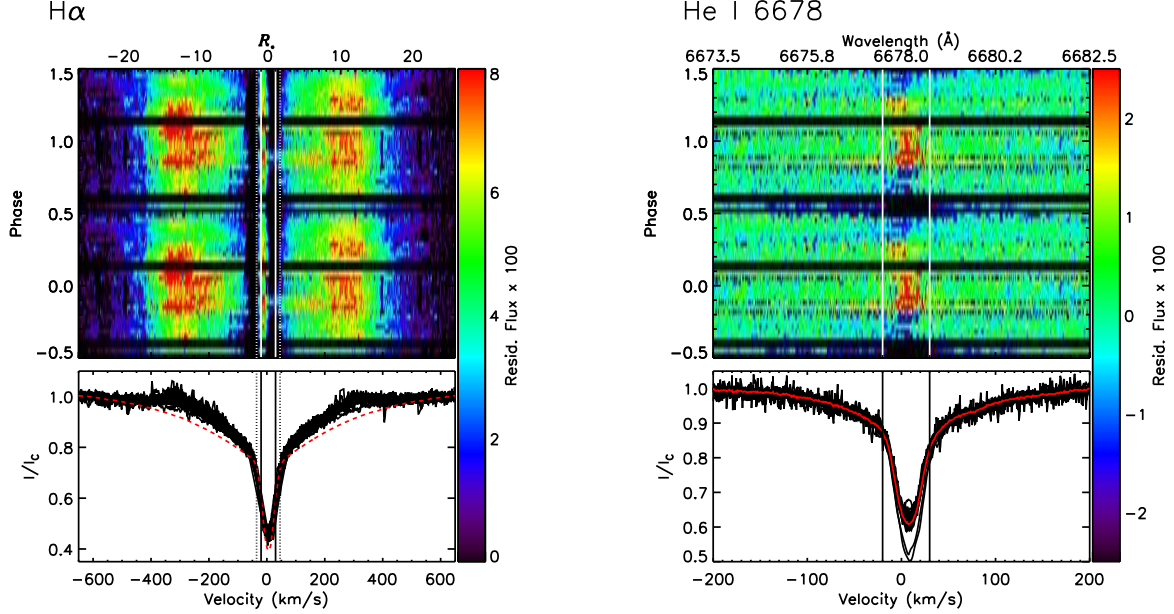 Hα
R*
−20 −10 0 10 20
1.5
1.0
0.5
0.0
−0.5
Phase
8
6
4
2
0
Resid. Flux x 100
1.0
0.8
0.6
0.4
I/Ic
−600 −400 −200 0 200 400 600
Velocity (km/s)
He I 6678
Wavelength (Å)
6673.5 6675.8 6678.0 6680.2 6682.5
1.5
1.0
0.5
0.0
−0.5
Phase
2
1
0
−1
−2
Resid. Flux x 100
1.0
0.9
0.8
0.7
0.6
0.5
I/Ic
−200 −100 0 100 200
Velocity (km/s)